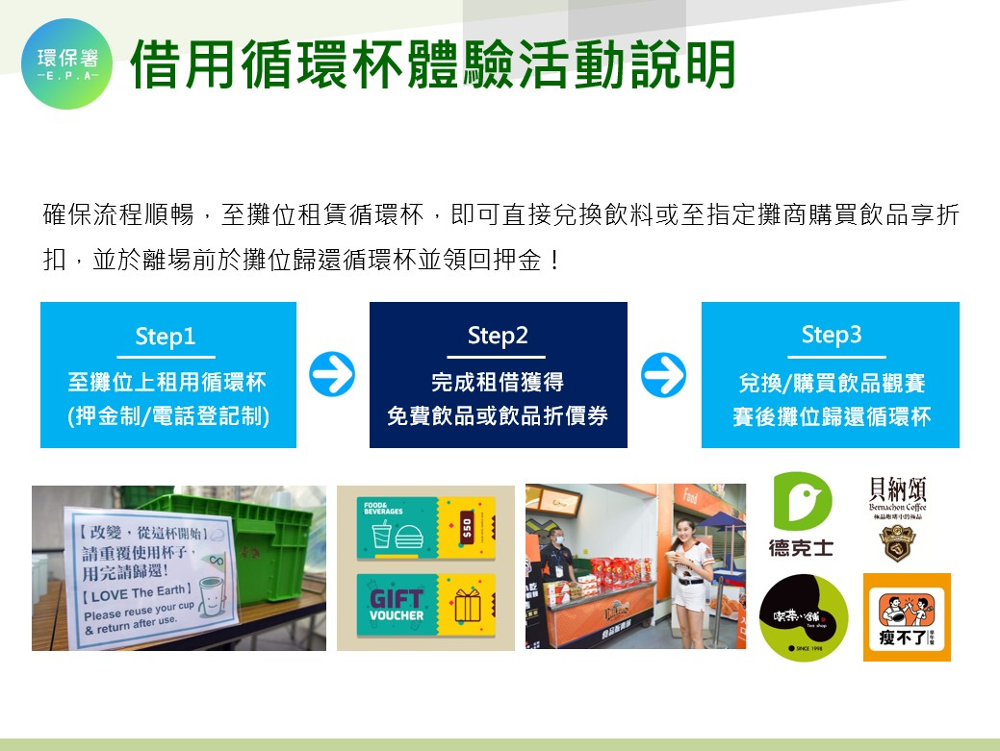 環保署
E.P.A
借用循環杯體驗活動說明
確保流程順暢，至攤位租賃循環杯，即可直接兌換飲料或至指定攤商購買飲品享折
扣，並於離場前於攤位歸還循環杯並領回押金！
Step1
至攤位上租用循環杯
(押金制/電話登記制)
Step2
完成租借獲得
免費飲品或飲品折價券
Step3
兌換/購買飲品觀賽
賽後攤位歸還循環杯
【改變，從這杯開始】
請重覆使用杯子，
用完請歸還!
【LOVE The Earth】
Please reuse your cup
& return after use.
FOOD&
BEVERAGES
$50
GIFT
VOUCHER
Food
德克士
貝納頌
Bernachon Coffee
極品咖啡中的極品
喫茶小舖
Tea shop
SINCE 1998
瘦不了
早午餐